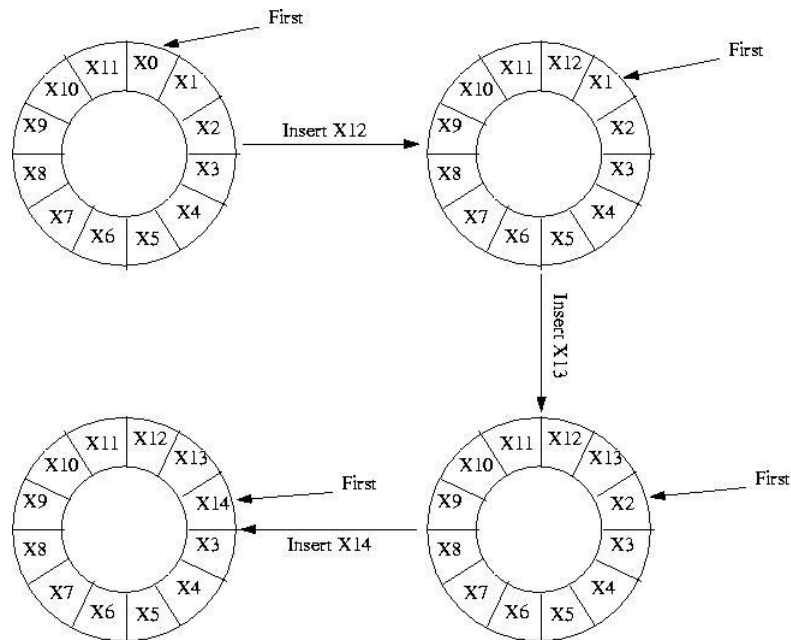 First
X0
X1
X2
X3
X4
X5
X6
X7
X8
X9
X10
X11
Insert X12
First
X12
X1
X2
X3
X4
X5
X6
X7
X8
X9
X10
X11
Insert X13
First
X12
X13
X2
X3
X4
X5
X6
X7
X8
X9
X10
X11
Insert X14
First
X12
X13
X14
X3
X4
X5
X6
X7
X8
X9
X10
X11